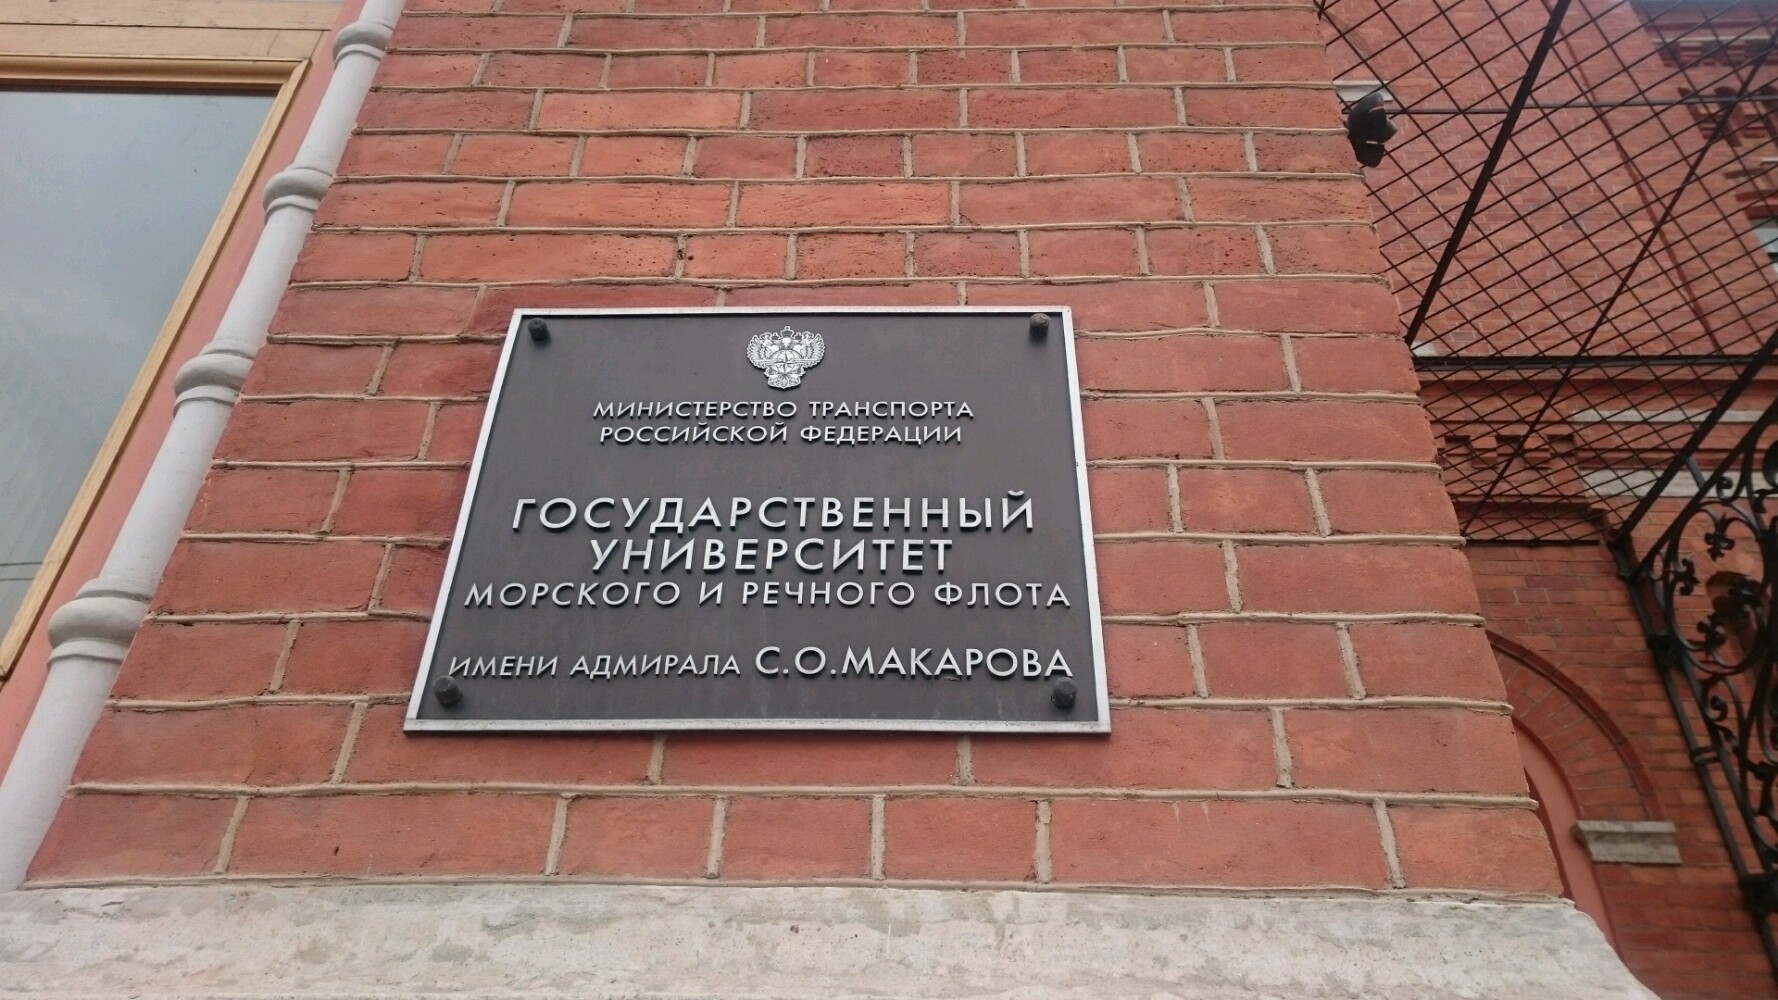 МИНИСТЕРСТВО ТРАНСПОРТА
РОССИЙСКОЙ ФЕДЕРАЦИИ
ГОСУДАРСТВЕННЫЙ
УНИВЕРСИТЕТ
МОРСКОГО И РЕЧНОГО ФЛОТА
ИМЕНИ АДМИРАЛА С.О.МАКАРОВА